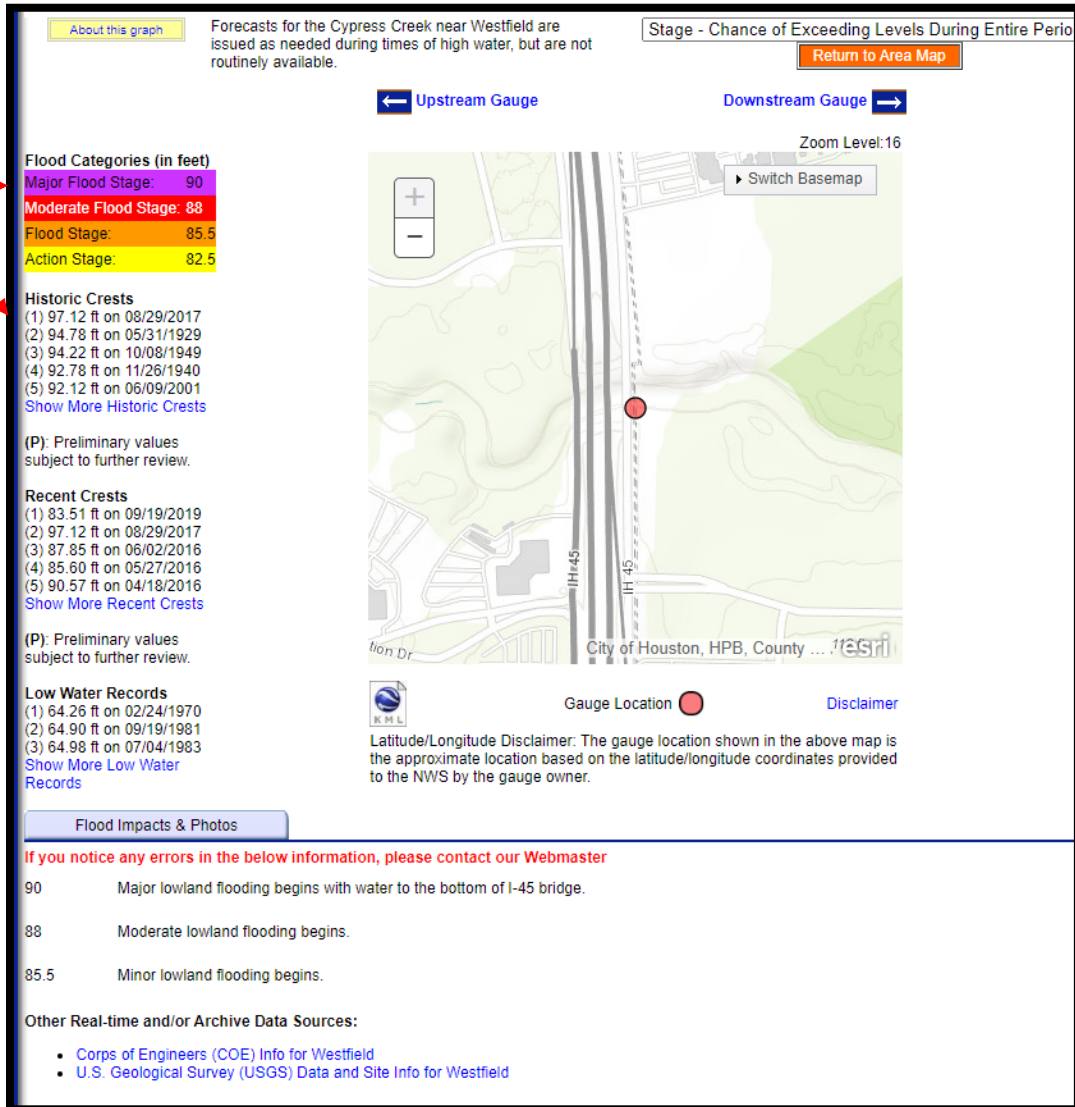 About this graph
Forecasts for the Cypress Creek near Westfield are
issued as needed during times of high water, but are not
routinely available.
Stage - Chance of Exceeding Levels During Entire Perio
Return to Area Map
Upstream Gauge
Downstream Gauge
Zoom Level:16
Flood Categories (in feet)
Major Flood Stage: 90
Moderate Flood Stage: 88
Flood Stage: 85.5
Action Stage: 82.5
Historic Crests
(1) 97.12 ft on 08/29/2017
(2) 94.78 ft on 05/31/1929
(3) 94.22 ft on 10/08/1949
(4) 92.78 ft on 11/26/1940
(5) 92.12 ft on 06/09/2001
Show More Historic Crests
(P): Preliminary values
subject to further review.
Recent Crests
(1) 83.51 ft on 09/19/2019
(2) 97.12 ft on 08/29/2017
(3) 87.85 ft on 06/02/2016
(4) 85.60 ft on 05/27/2016
(5) 90.57 ft on 04/18/2016
Show More Recent Crests
(P): Preliminary values
subject to further review.
Low Water Records
(1) 64.26 ft on 02/24/1970
(2) 64.90 ft on 09/19/1981
(3) 64.98 ft on 07/04/1983
Show More Low Water
Records
+
Switch Basemap
−
IH 45
IH 45
tion Dr
City of Houston, HPB, County ...
esri
KML
Gauge Location
Disclaimer
Latitude/Longitude Disclaimer: The gauge location shown in the above map is
the approximate location based on the latitude/longitude coordinates provided
to the NWS by the gauge owner.
Flood Impacts & Photos
If you notice any errors in the below information, please contact our Webmaster
90 Major lowland flooding begins with water to the bottom of I-45 bridge.
88 Moderate lowland flooding begins.
85.5 Minor lowland flooding begins.
Other Real-time and/or Archive Data Sources:
• Corps of Engineers (COE) Info for Westfield
• U.S. Geological Survey (USGS) Data and Site Info for Westfield